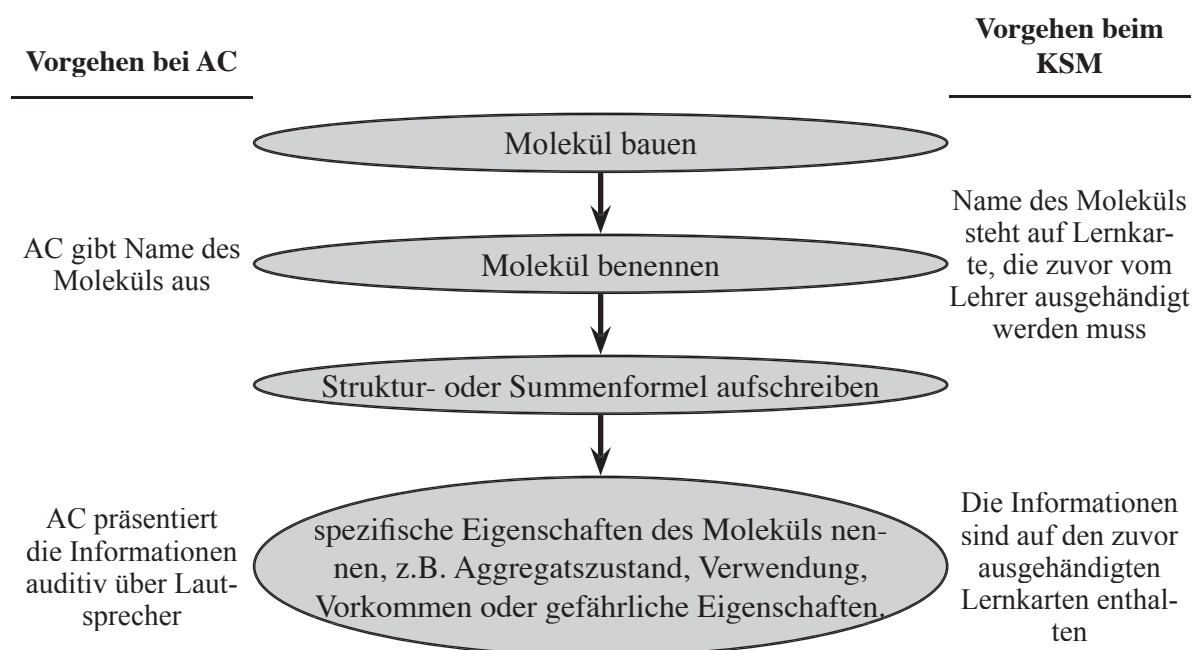 Vorgehen bei AC
Vorgehen beim
KSM
Molekül bauen
AC gibt Name des
Moleküls aus
Molekül benennen
Name des Moleküls
steht auf Lernkar-
te, die zuvor vom
Lehrer ausgehändigt
werden muss
Struktur- oder Summenformel aufschreiben
AC präsentiert
die Informationen
auditiv über Laut-
sprecher
spezifische Eigenschaften des Moleküls nen-
nen, z.B. Aggregatszustand, Verwendung,
Vorkommen oder gefährliche Eigenschaften.
Die Informationen
sind auf den zuvor
ausgehändigten
Lernkarten enthal-
ten